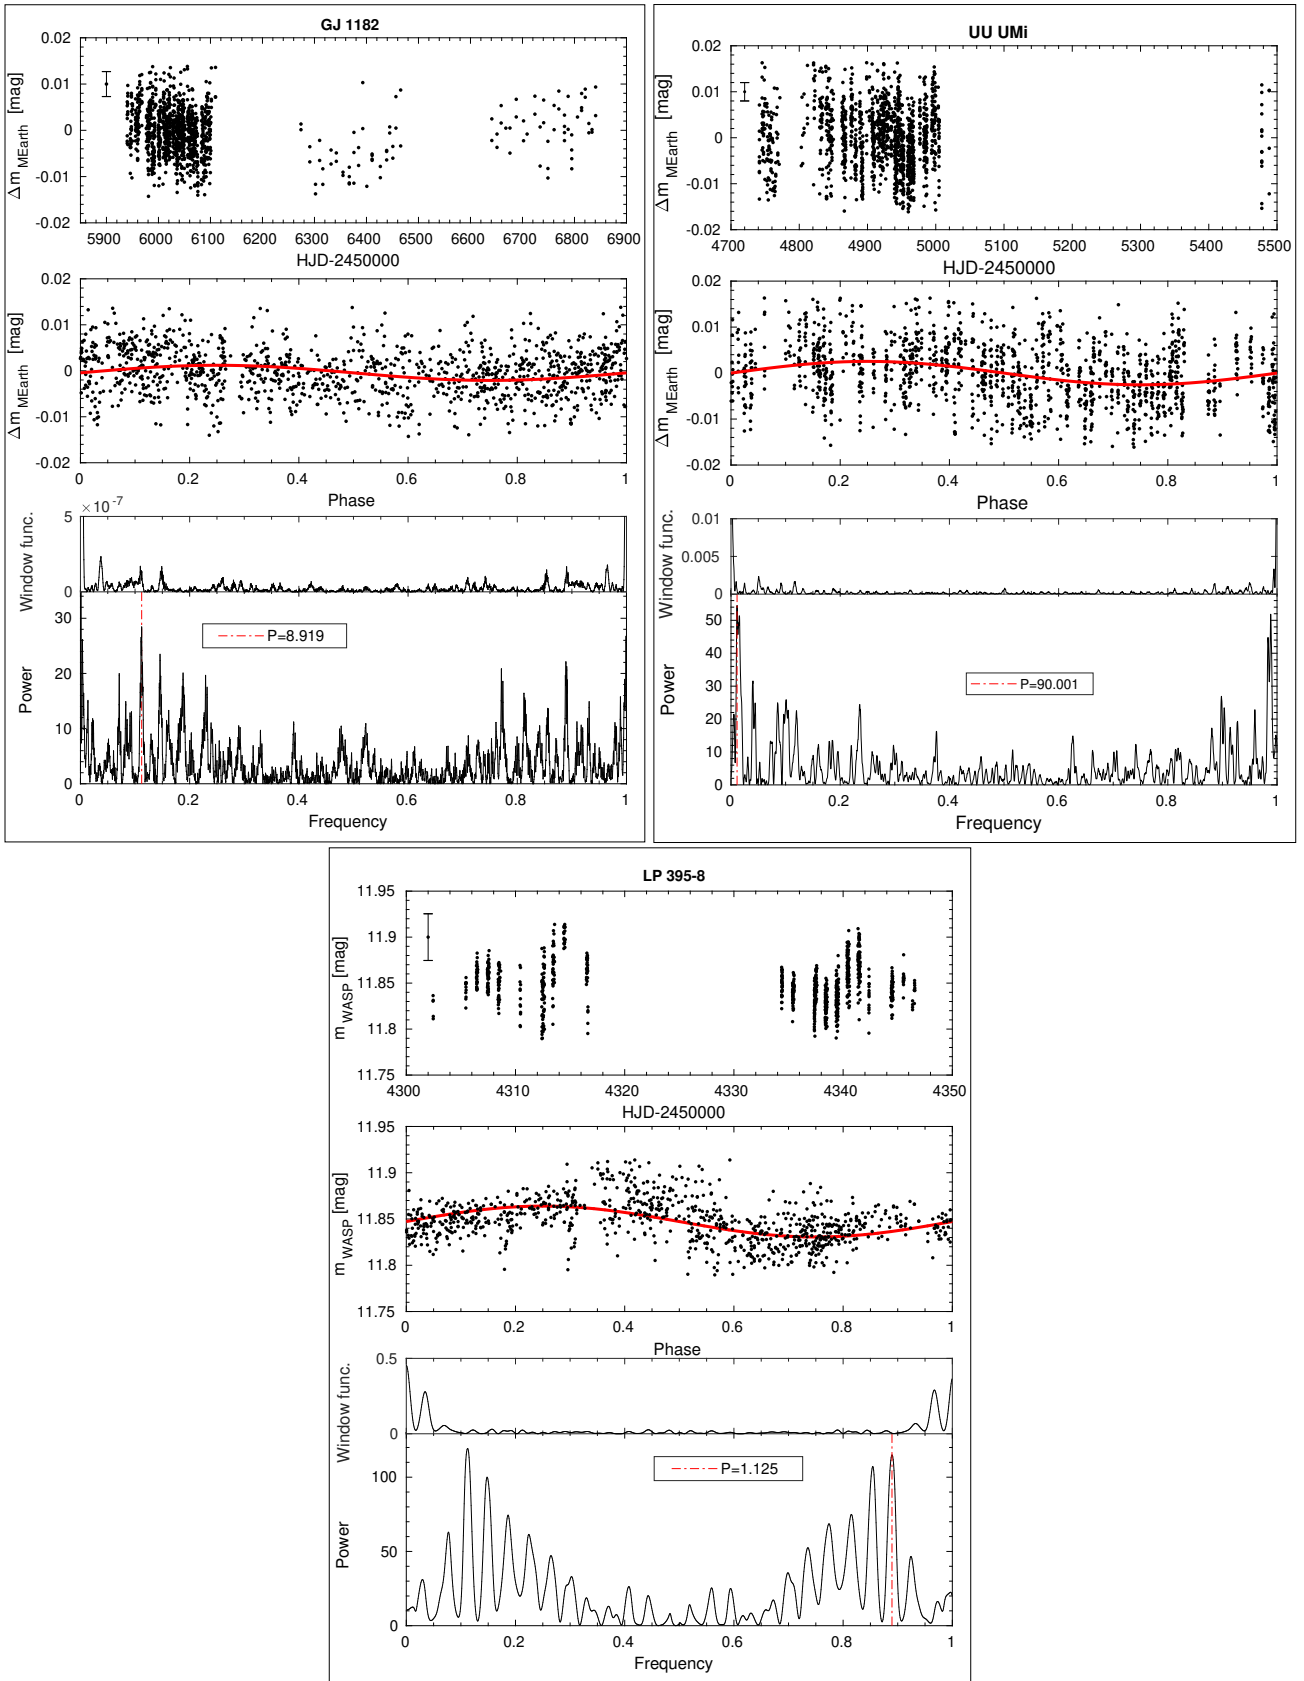 GJ 1182
0.02
0.01
0
-0.01
-0.02
Δm MEarth [mag]
5900 6000 6100 6200 6300 6400 6500 6600 6700 6800 6900
HJD-2450000
0.02
0.01
0
-0.01
-0.02
Δm MEarth [mag]
0 0.2 0.4 0.6 0.8 1
Phase
×10 -7
5
0
Window func.
30
20
10
0
Power
P=8.919
0 0.2 0.4 0.6 0.8 1
Frequency
UU UMi
0.02
0.01
0
-0.01
-0.02
Δm MEarth [mag]
4700 4800 4900 5000 5100 5200 5300 5400 5500
HJD-2450000
0.02
0.01
0
-0.01
-0.02
Δm MEarth [mag]
0 0.2 0.4 0.6 0.8 1
Phase
0.01
0.005
0
Window func.
50
40
30
20
10
0
Power
P=90.001
0 0.2 0.4 0.6 0.8 1
Frequency
LP 395-8
11.95
11.9
11.85
11.8
11.75
m WASP [mag]
4300 4310 4320 4330 4340 4350
HJD-2450000
11.95
11.9
11.85
11.8
11.75
m WASP [mag]
0 0.2 0.4 0.6 0.8 1
Phase
0.5
0
Window func.
100
50
0
Power
P=1.125
0 0.2 0.4 0.6 0.8 1
Frequency